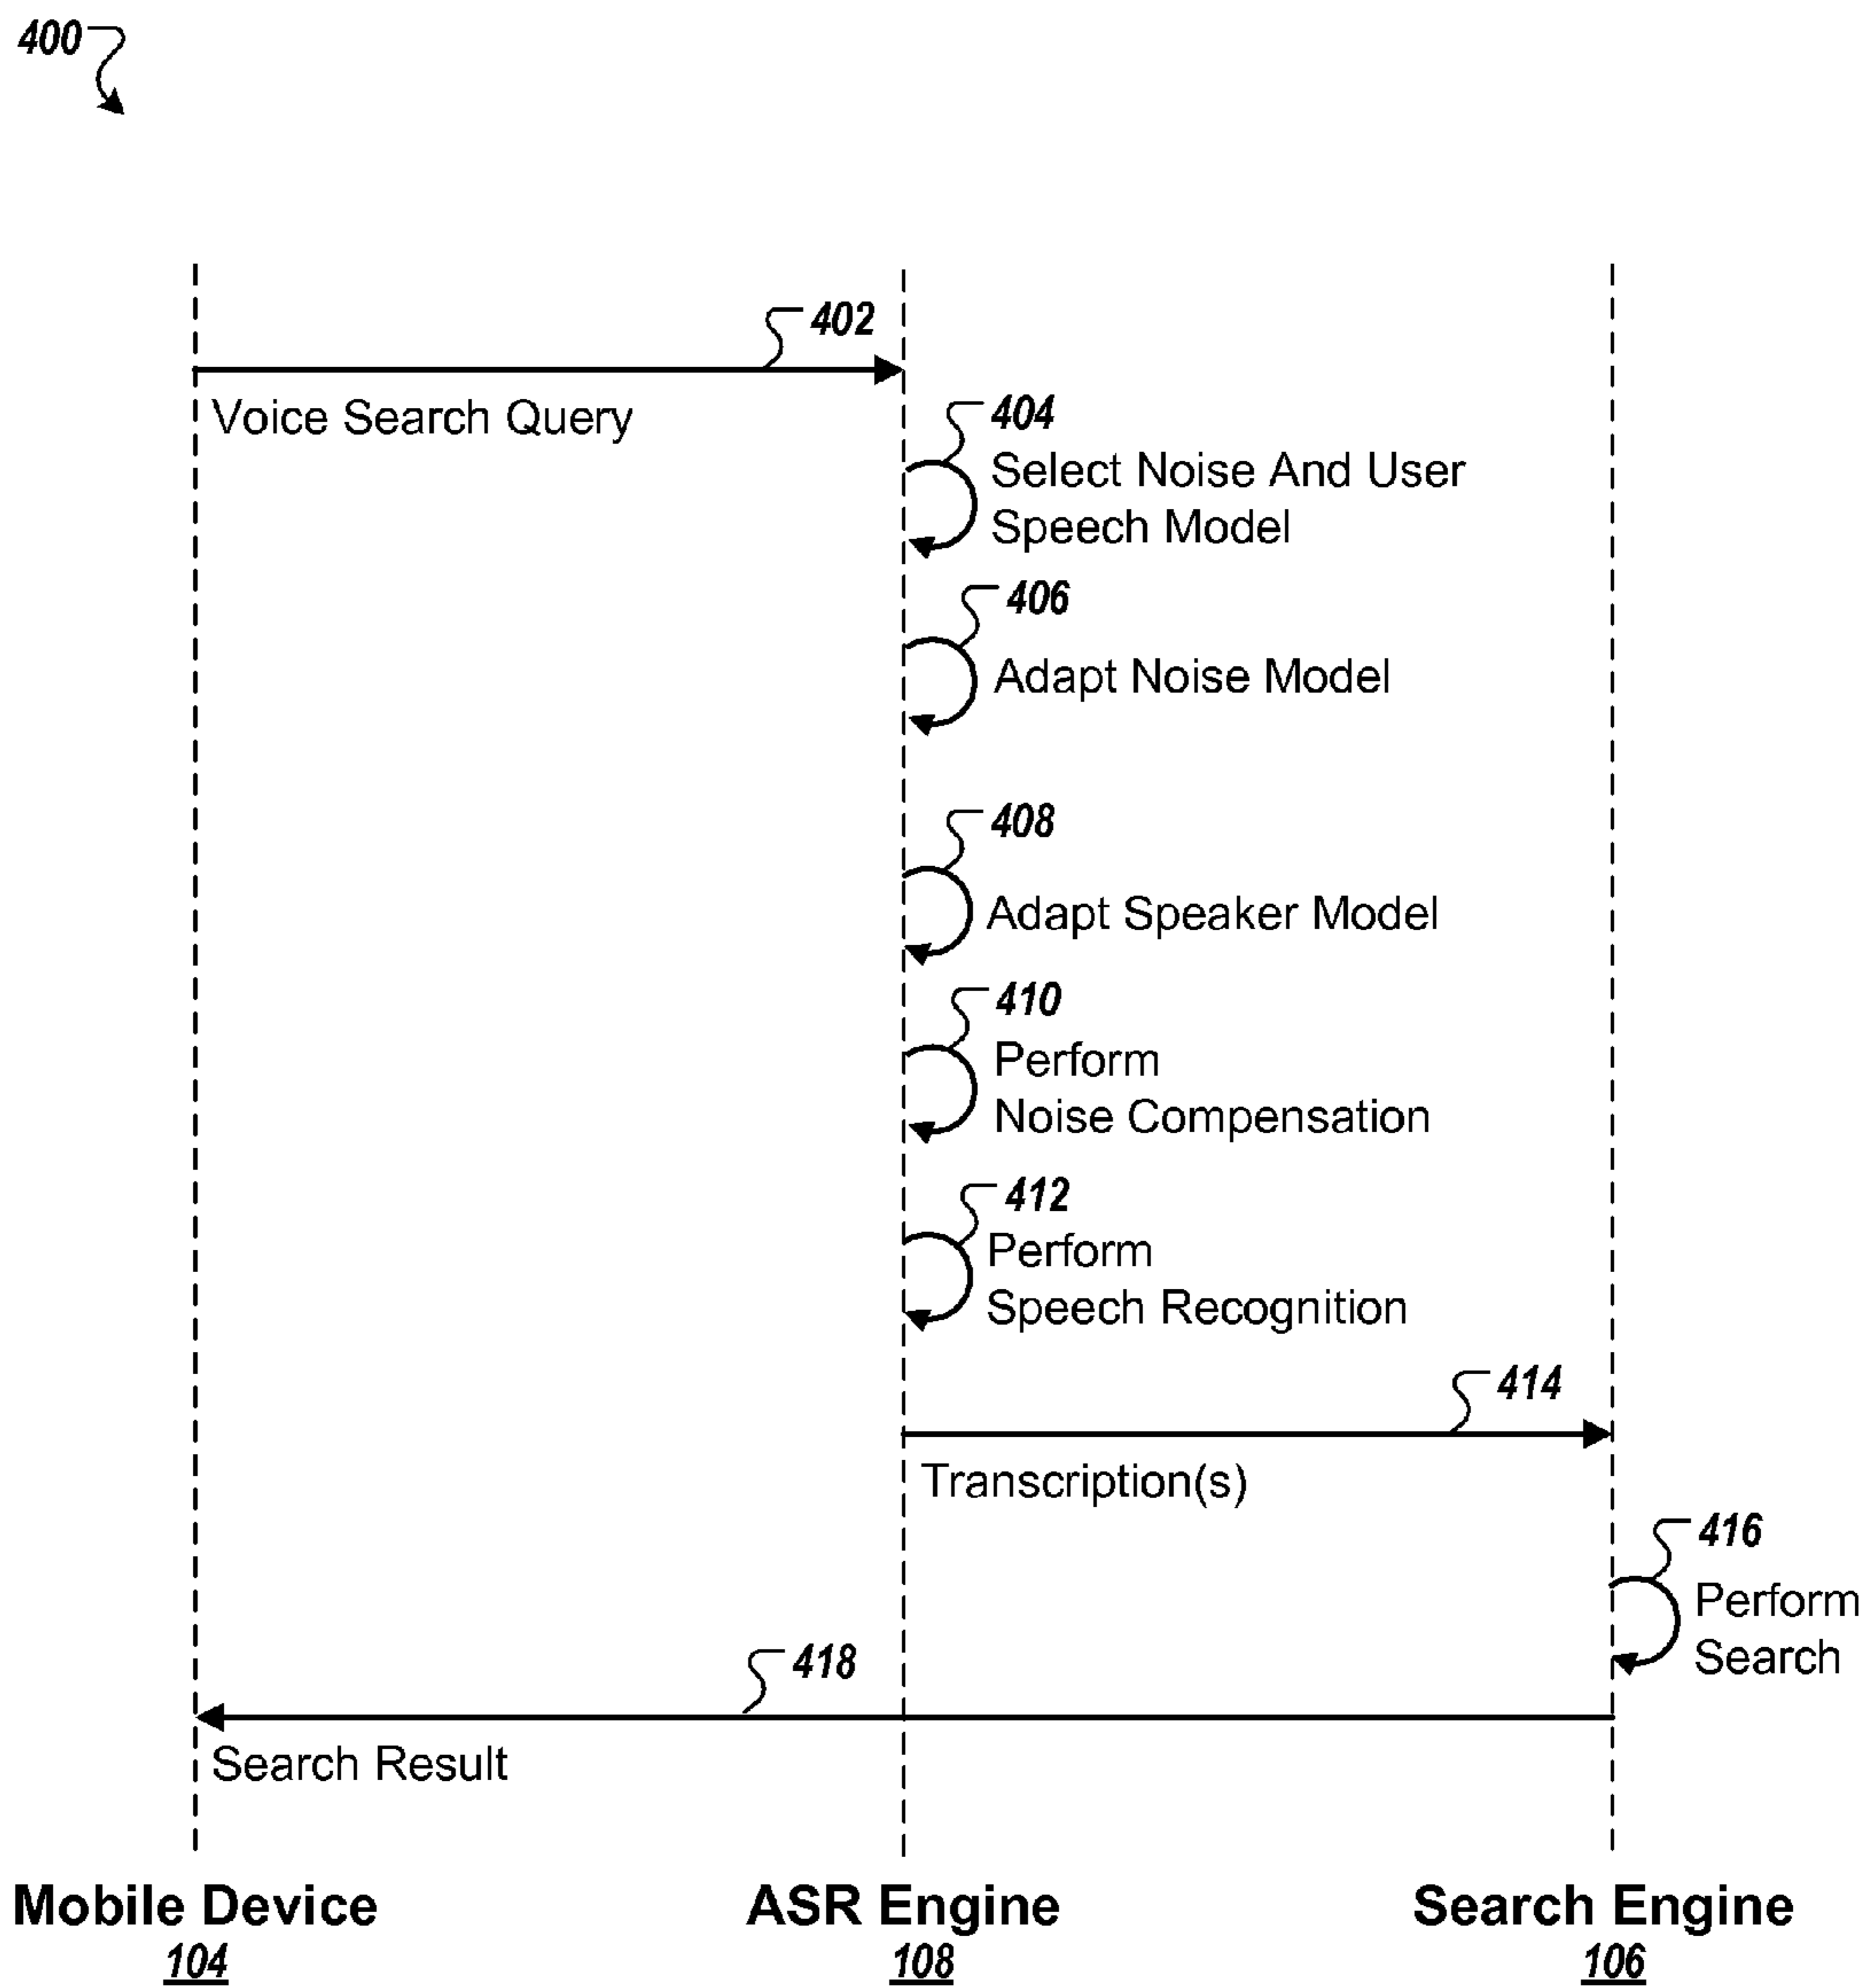 400
402
Voice Search Query
404
Select Noise And User
Speech Model
406
Adapt Noise Model
408
Adapt Speaker Model
410
Perform
Noise Compensation
412
Perform
Speech Recognition
414
Transcription(s)
416
Perform
Search
418
Search Result
Mobile Device
104
ASR Engine
108
Search Engine
106